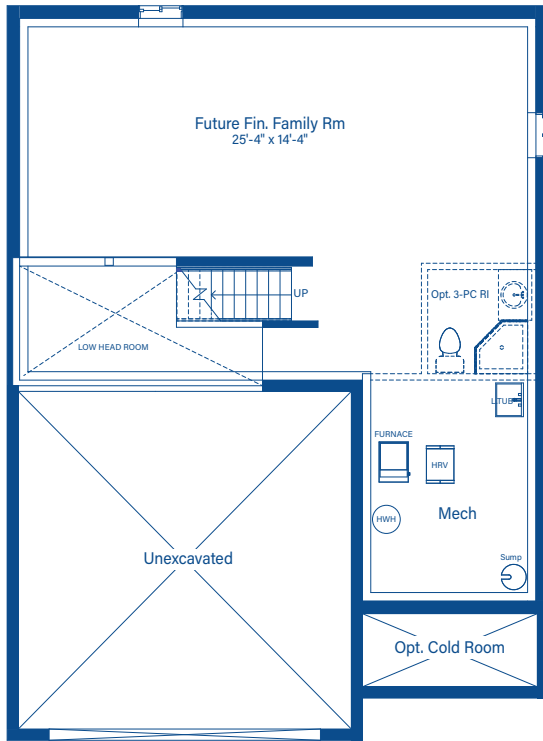 Future Fin. Family Rm
25'-4" x 14'-4"
UP
Opt. 3-PC RI
LOW HEAD ROOM
L.TUB
FURNACE
HRV
HWH
Mech
Sump
Unexcavated
Opt. Cold Room